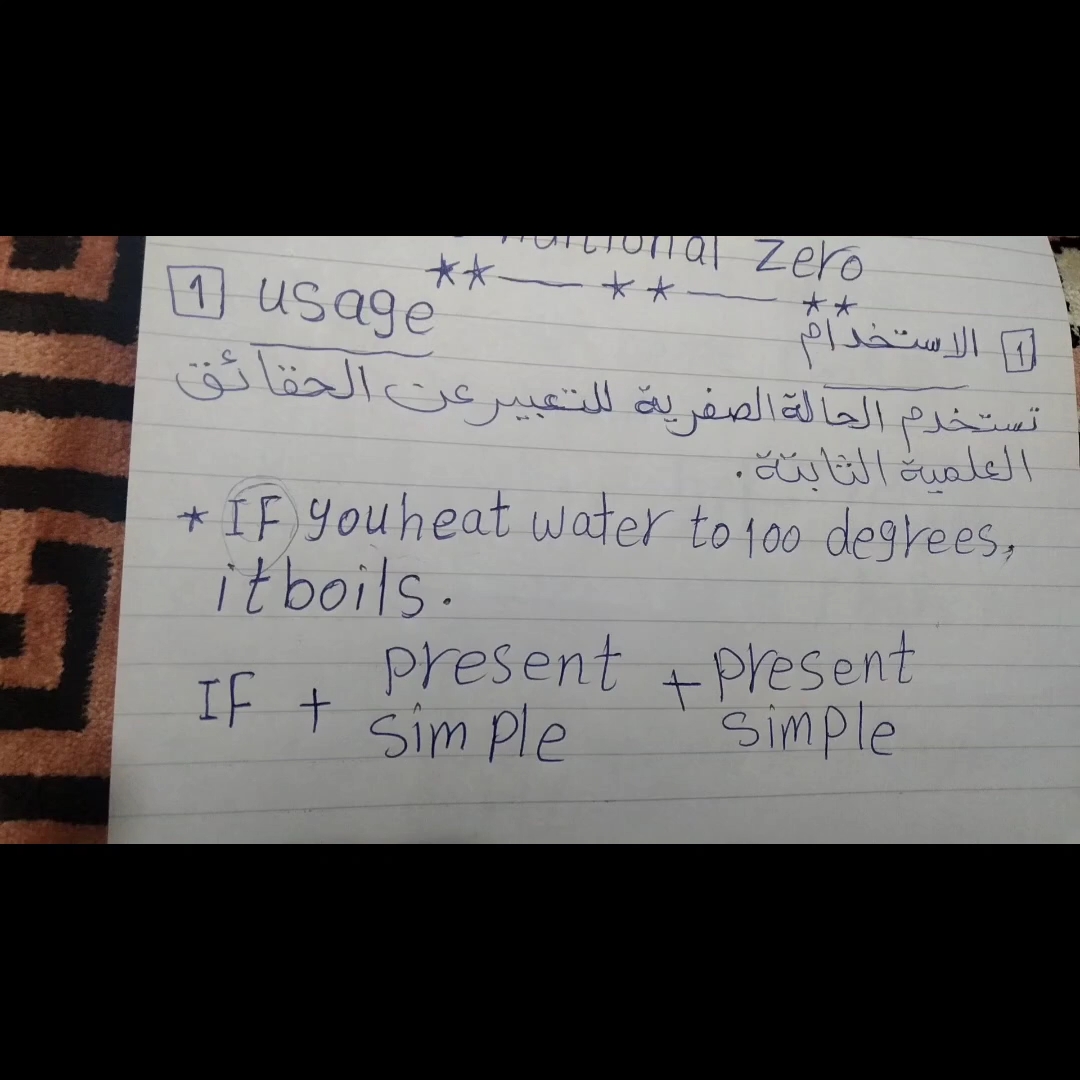 Zero
** —— ** —— **
1 usage
1 الاستخدام
تستخدم الحالة الصفرية للتعبير عن الحقائق
العلمية الثابتة.
* IF you heat water to 100 degrees,
it boils.
IF + present simple + present simple